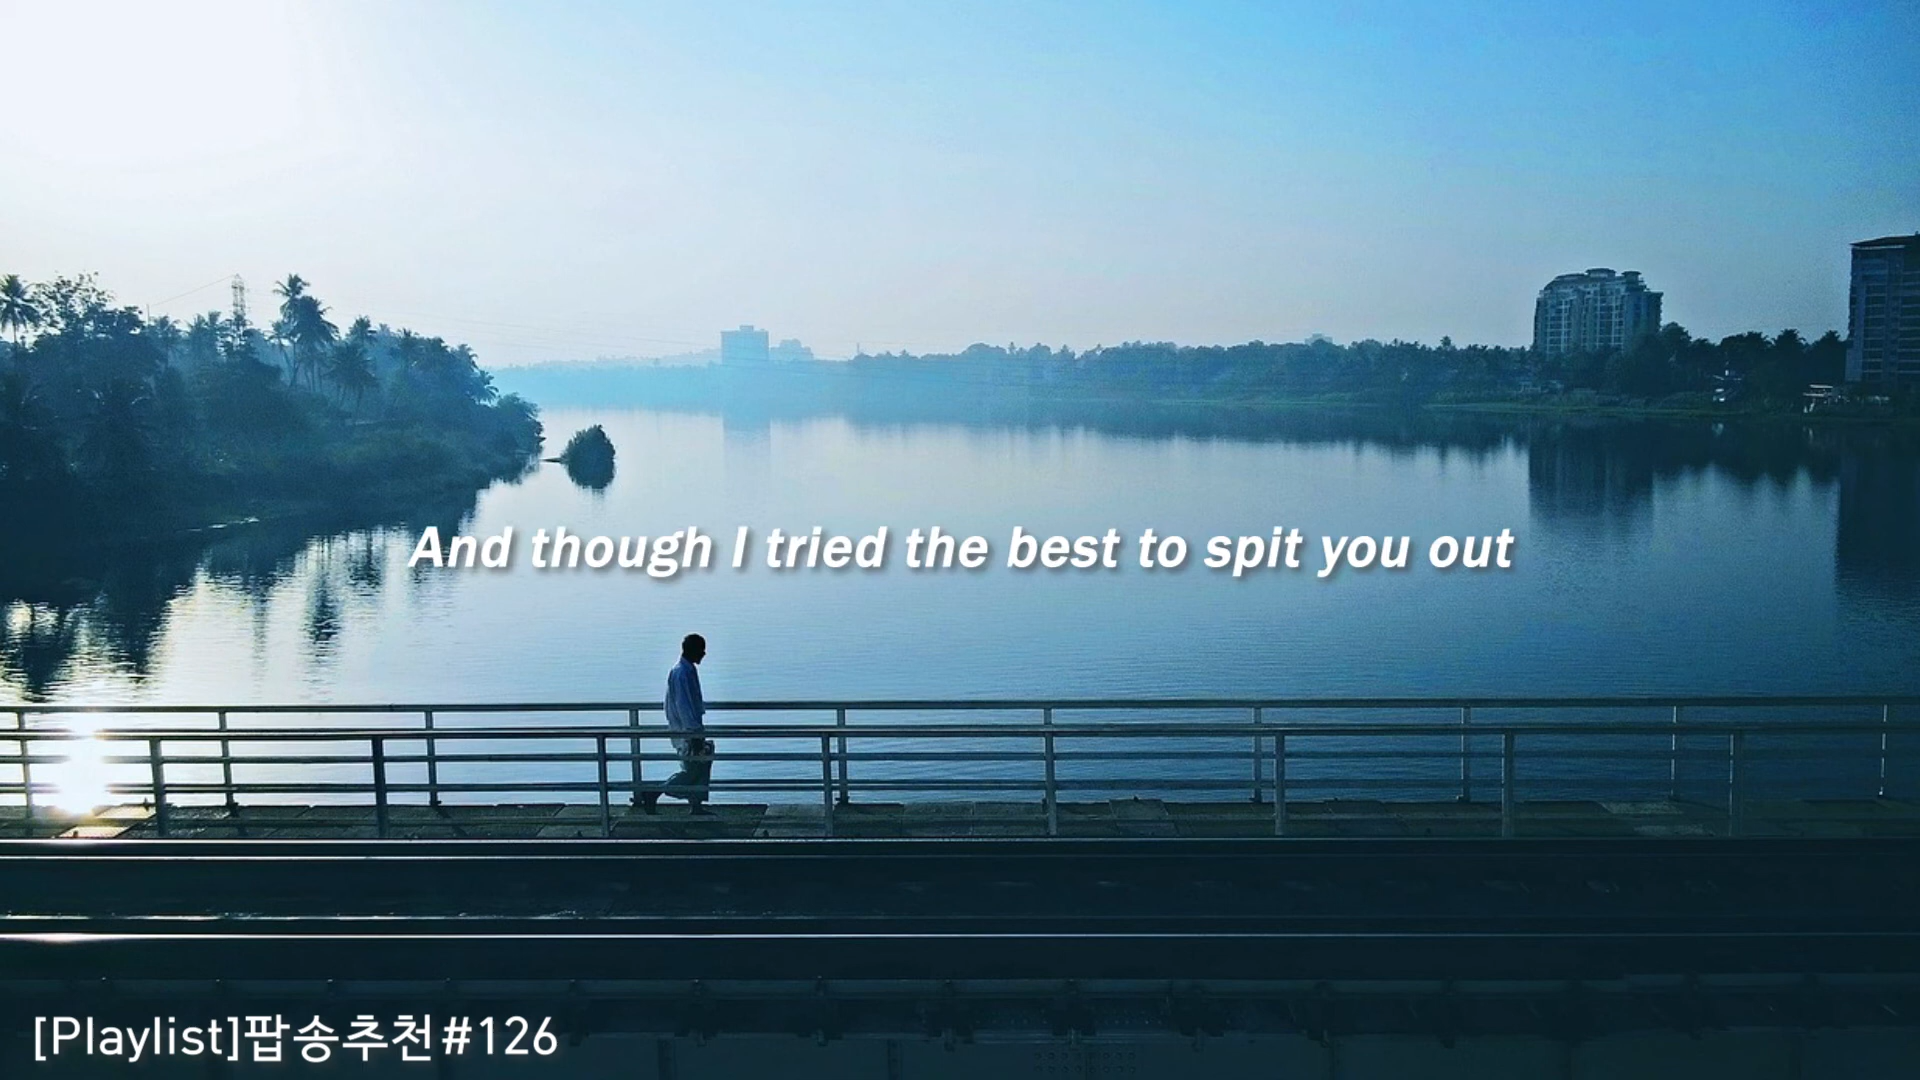 And though I tried the best to spit you out
[Playlist]팝송추천#126